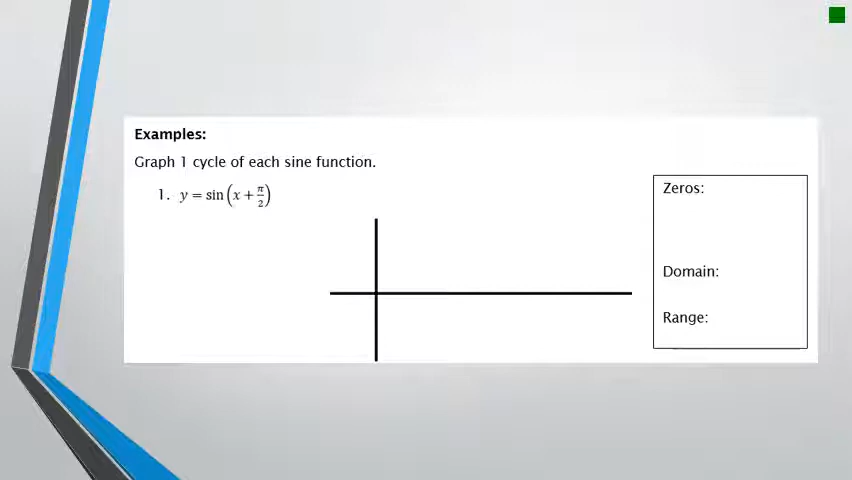 Examples:
Graph 1 cycle of each sine function.
1. y = sin(x + π/2)
Zeros:
Domain:
Range: